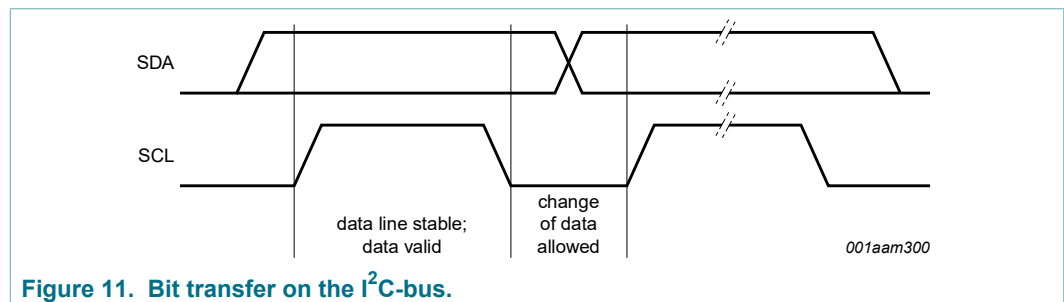 SDA
SCL
data line stable;
data valid
change
of data
allowed
001aam300
Figure 11. Bit transfer on the I²C-bus.